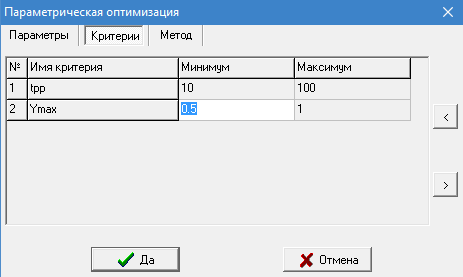 Параметрическая оптимизация
Параметры Критерии Метод
№ Имя критерия Минимум Максимум
1 tpp 10 100
2 Ymax 0.5 1
<
>
Да Отмена